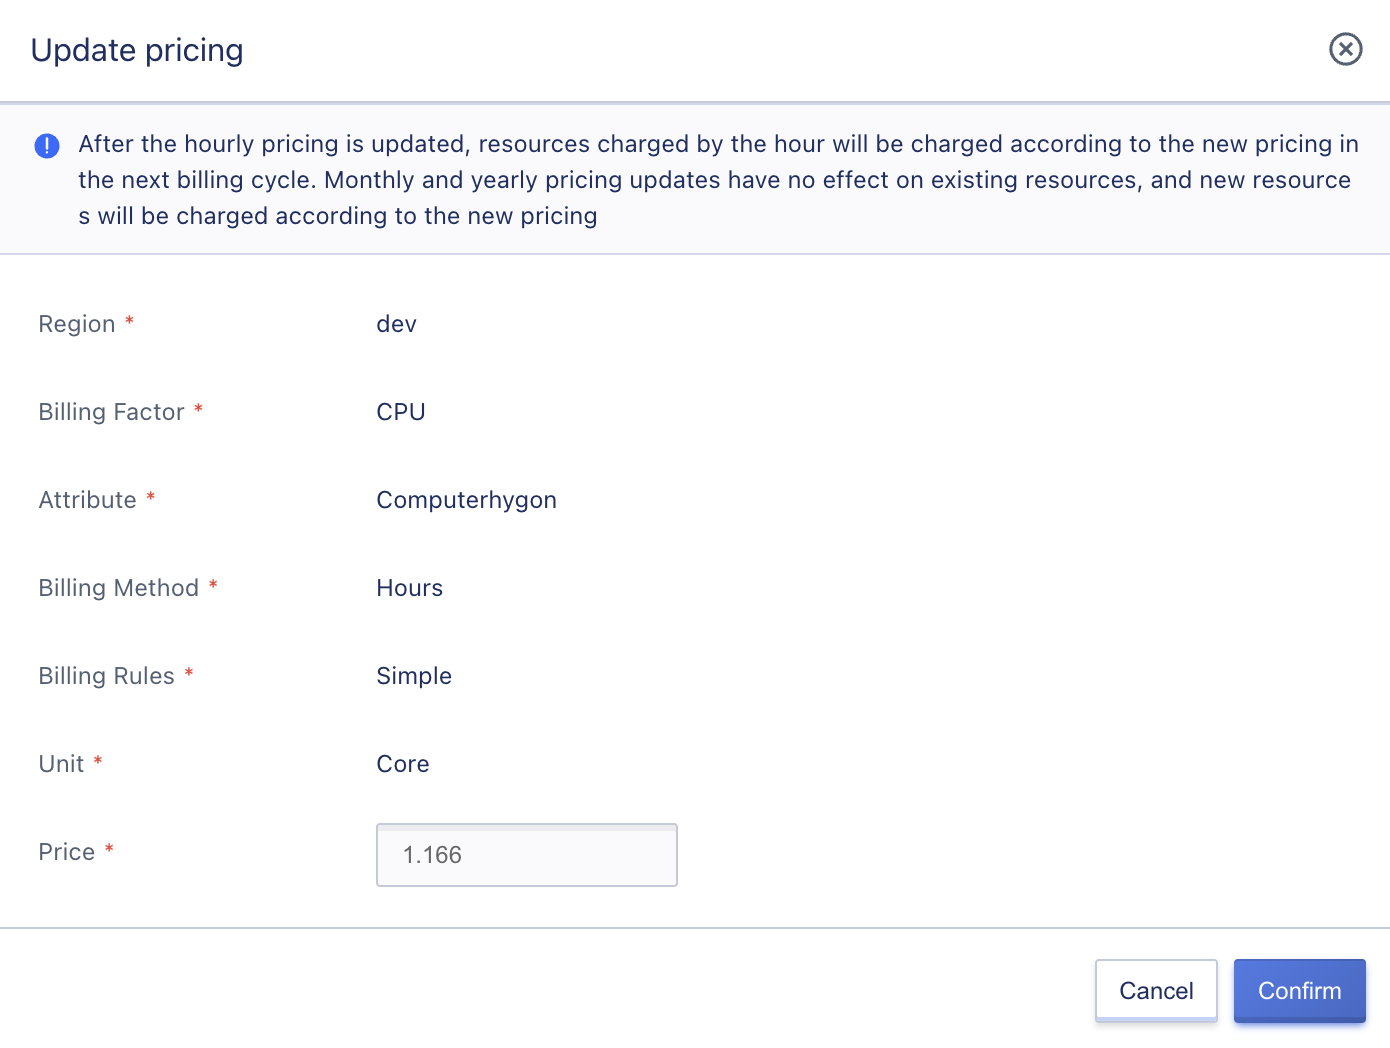 Update pricing
After the hourly pricing is updated, resources charged by the hour will be charged according to the new pricing in
the next billing cycle. Monthly and yearly pricing updates have no effect on existing resources, and new resource
s will be charged according to the new pricing
Region * dev
Billing Factor * CPU
Attribute * Computerhygon
Billing Method * Hours
Billing Rules * Simple
Unit * Core
Price * 1.166
Cancel Confirm